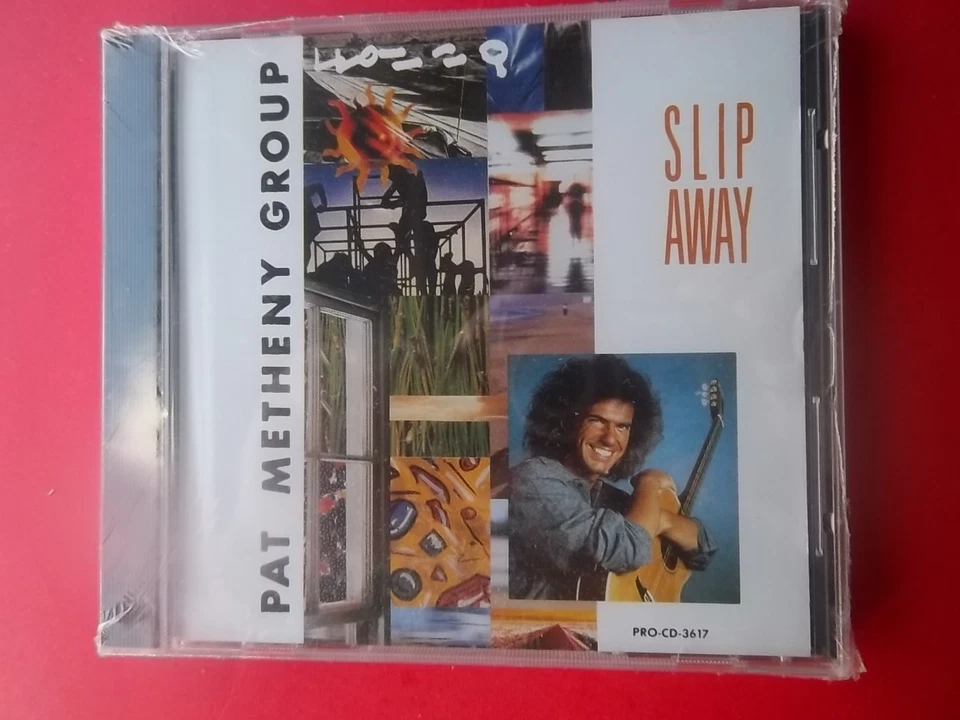 PAT METHENY GROUP
SLIP
AWAY
PRO-CD-3617